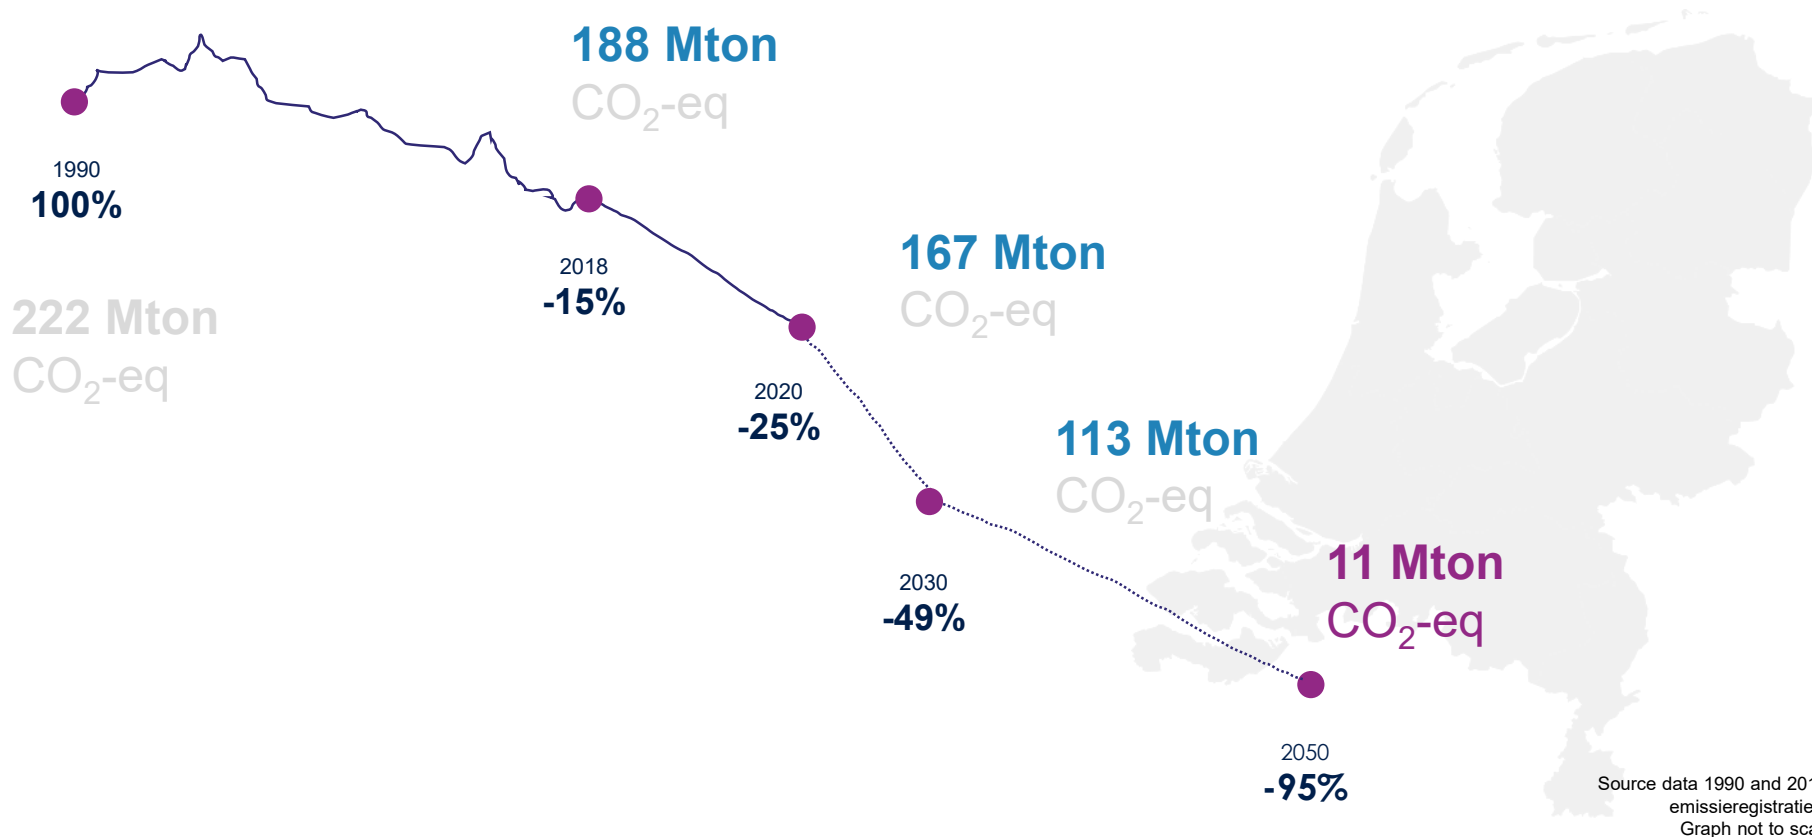 188 Mton
CO₂-eq
1990
100%
222 Mton
CO₂-eq
2018
-15%
167 Mton
CO₂-eq
2020
-25%
113 Mton
CO₂-eq
2030
-49%
11 Mton
CO₂-eq
2050
-95%
Source data 1990 and
emissieregistratie
Graph not to